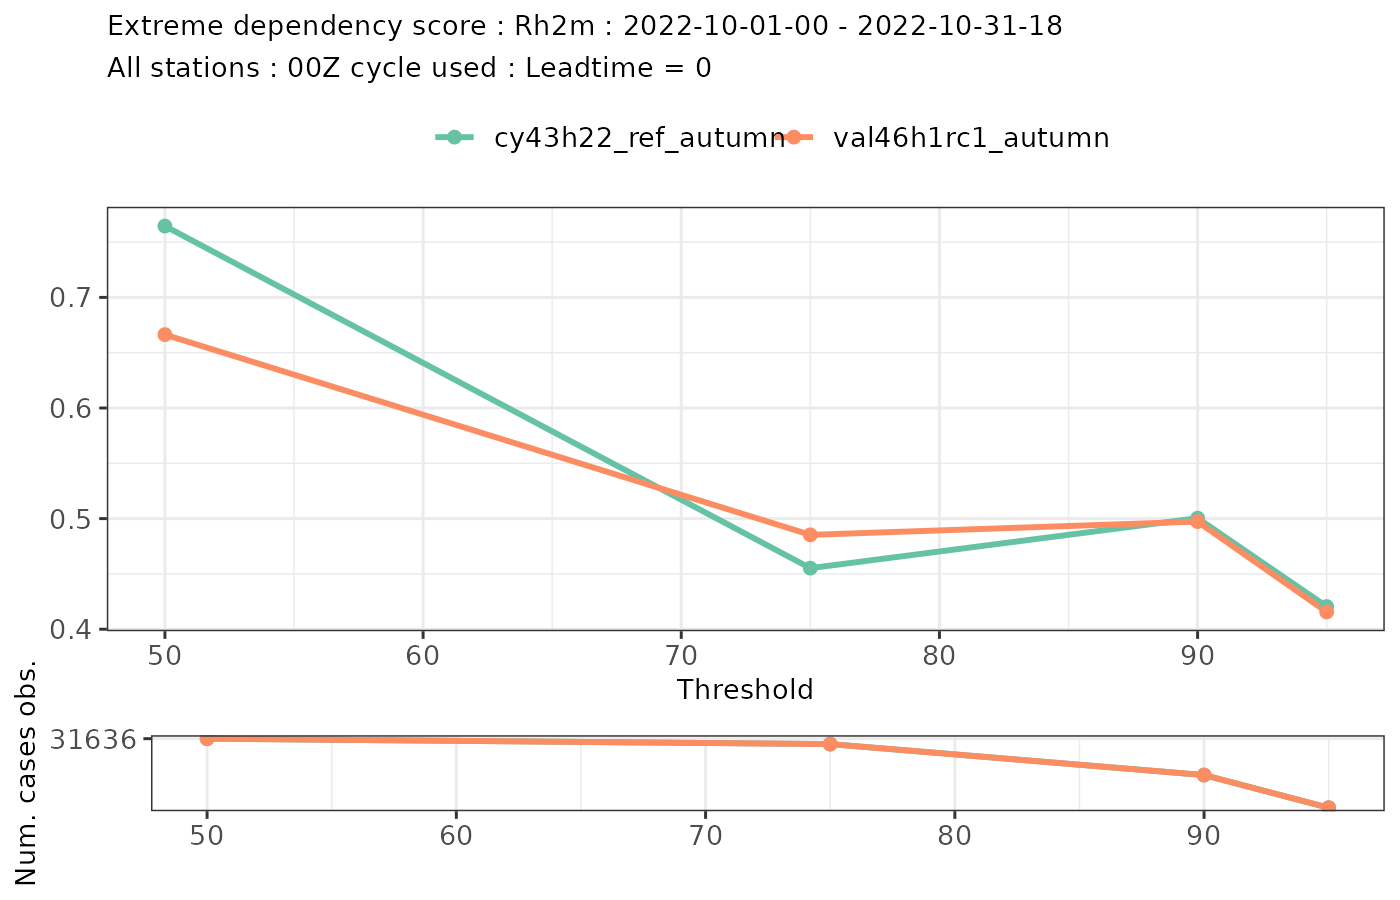 Extreme dependency score : Rh2m : 2022-10-01-00 - 2022-10-31-18
All stations : 00Z cycle used : Leadtime = 0
cy43h22_ref_autumn val46h1rc1_autumn
0.7
0.6
0.5
0.4
50 60 70 80 90
Threshold
Num. cases obs.
31636
50 60 70 80 90